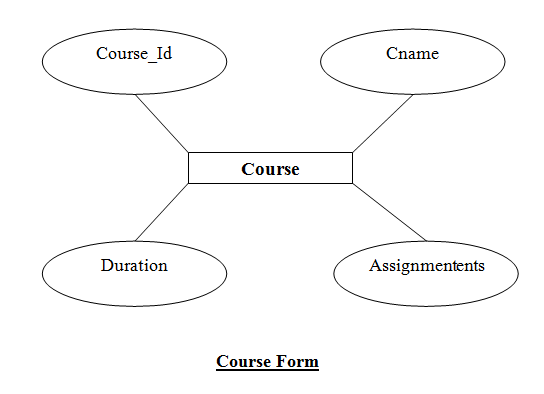 Course_Id
Cname
Course
Duration
Assignmentents
Course Form